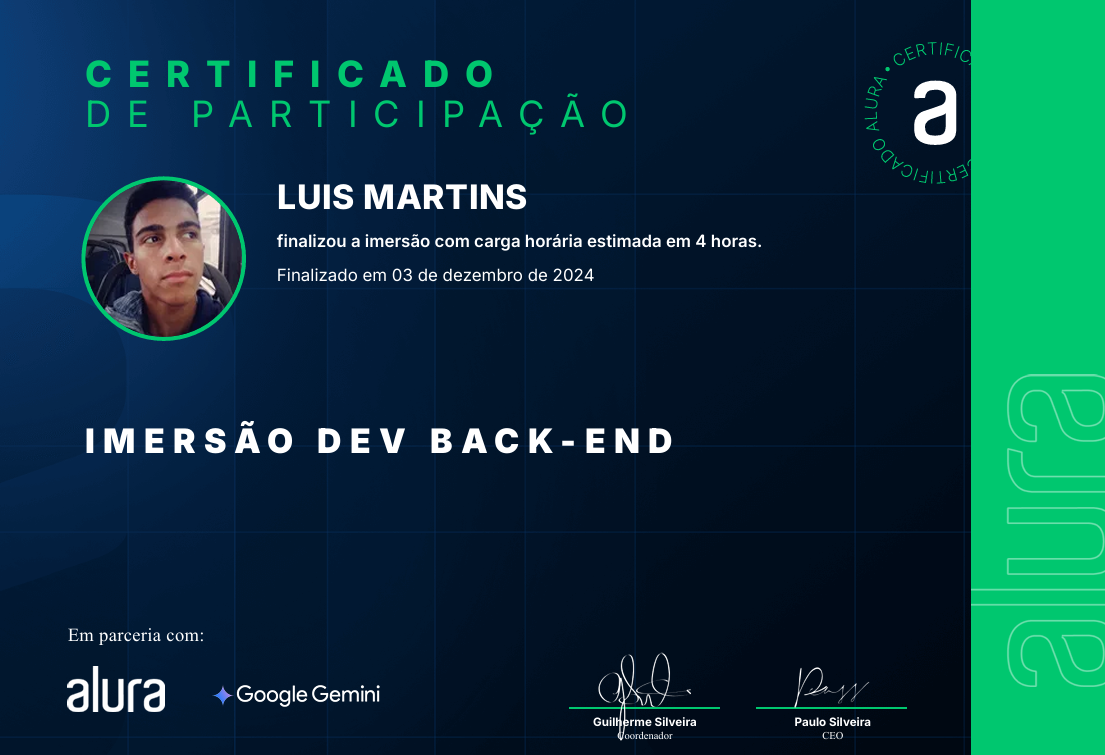 CERTIFICADO
DE PARTICIPAÇÃO
CERTIFICADO ALURA • CERTIFIC
a
LUIS MARTINS
finalizou a imersão com carga horária estimada em 4 horas.
Finalizado em 03 de dezembro de 2024
IMERSÃO DEV BACK-END
Em parceria com:
alura
Google Gemini
Guilherme Silveira
Coordenador
Paulo Silveira
CEO
alura